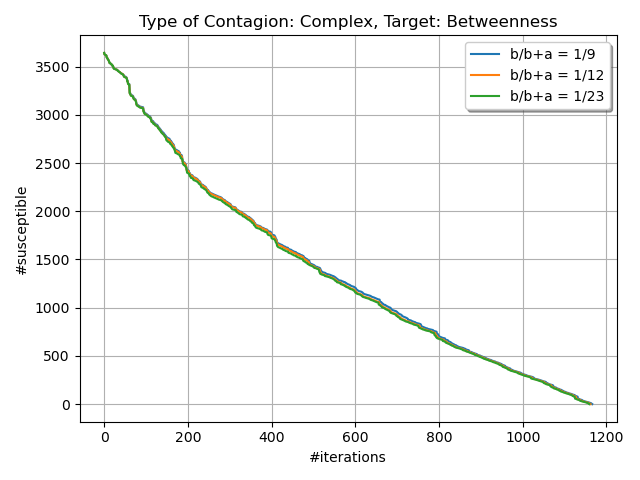 Type of Contagion: Complex, Target: Betweenness
b/b+a = 1/9
b/b+a = 1/12
b/b+a = 1/23
#susceptible
3500
3000
2500
2000
1500
1000
500
0
0 200 400 600 800 1000 1200
#iterations